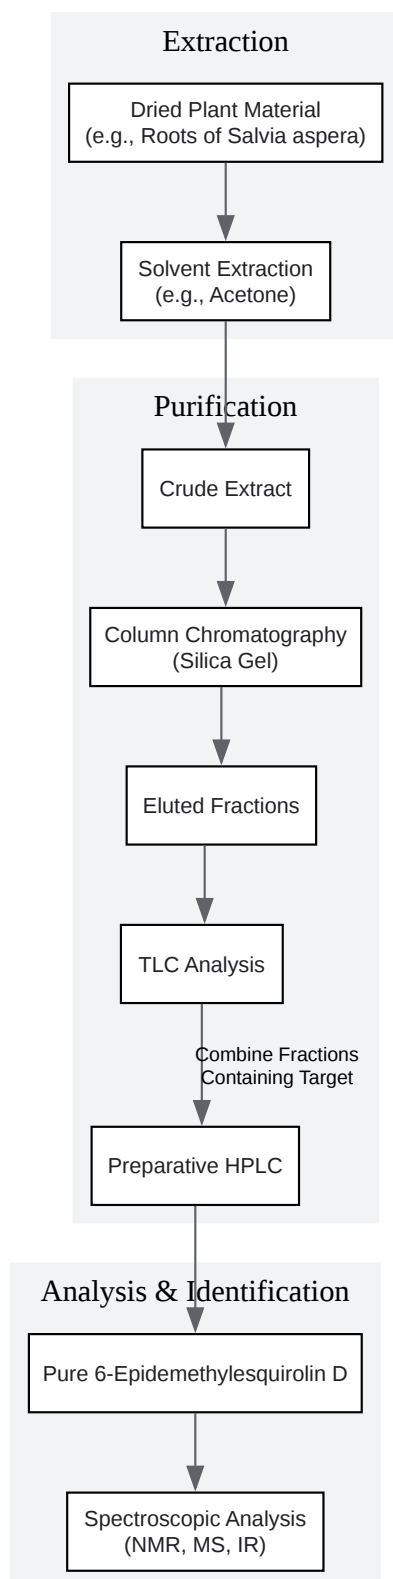 Extraction
Dried Plant Material
(e.g., Roots of Salvia aspera)
Solvent Extraction
(e.g., Acetone)
Purification
Crude Extract
Column Chromatography
(Silica Gel)
Eluted Fractions
TLC Analysis
Combine Fractions
Containing Target
Preparative HPLC
Analysis & Identification
Pure 6-Epidemethylesquirolin D
Spectroscopic Analysis
(NMR, MS, IR)